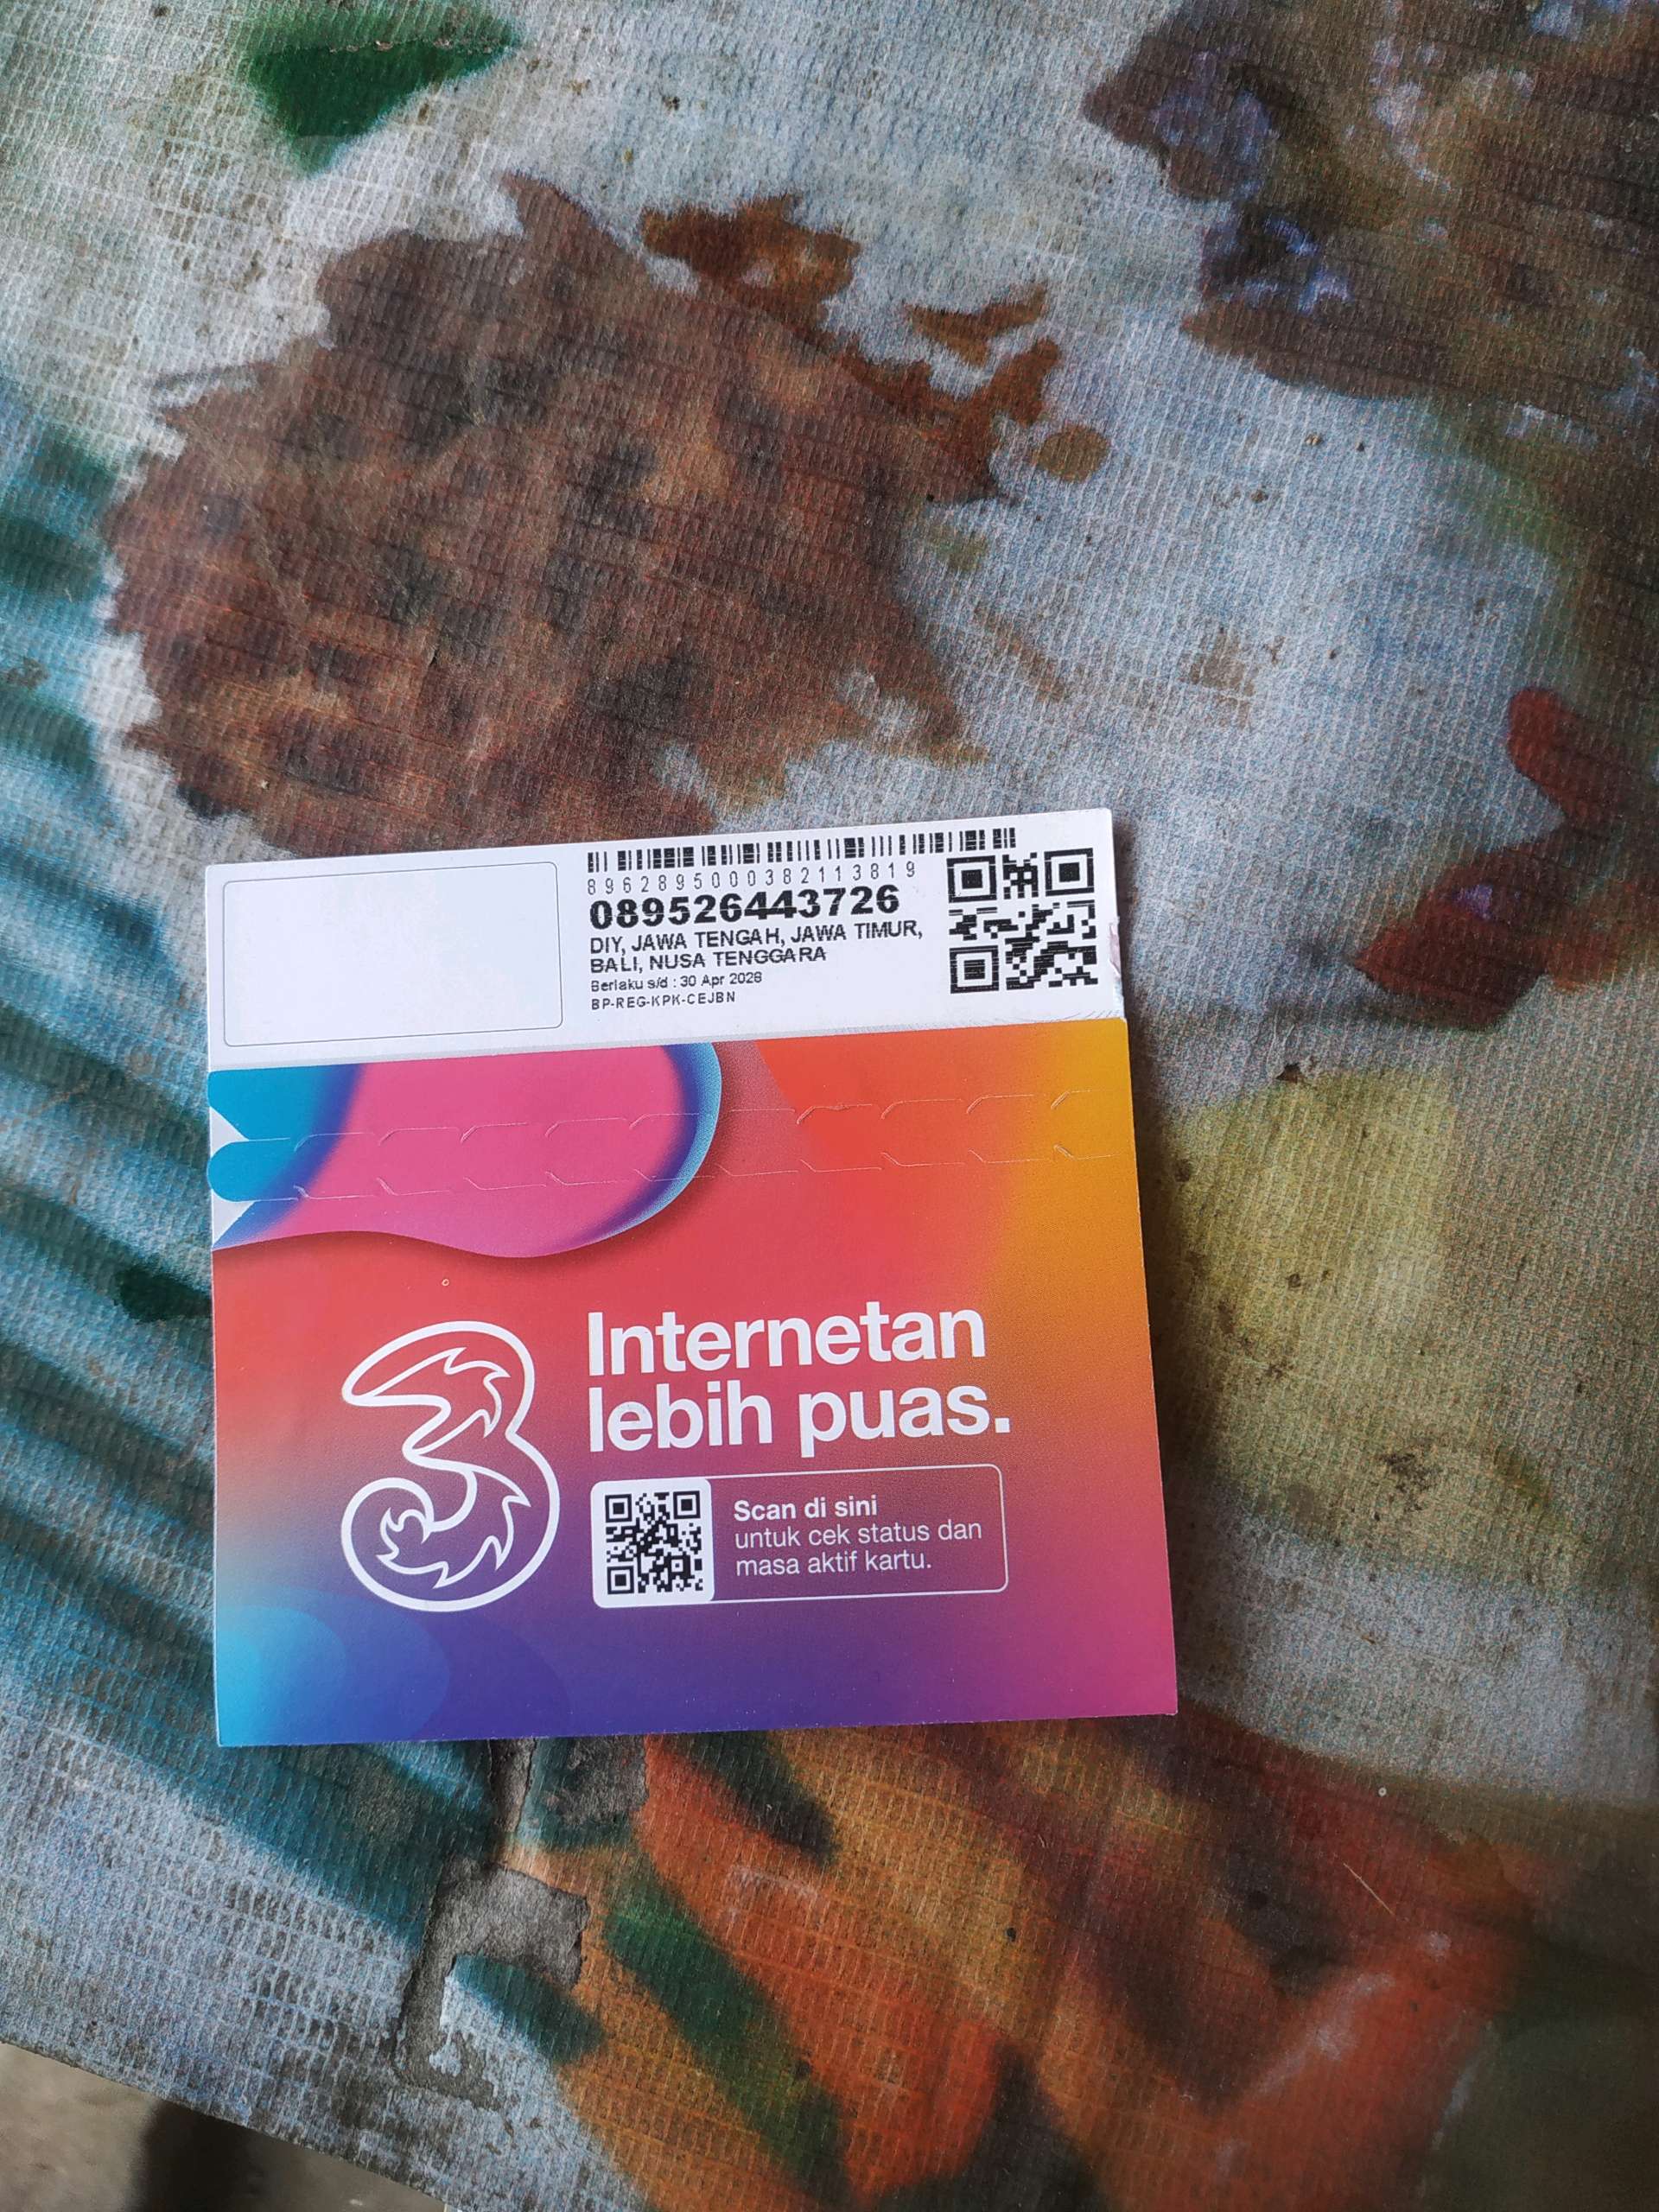 8962895000382113819
089526443726
DIY, JAWA TENGAH, JAWA TIMUR,
BALI, NUSA TENGGARA
Berlaku s/d : 30 Apr 2028
BP-REG-KPK-CEJBN
3
Internetan
lebih puas.
Scan di sini
untuk cek status dan
masa aktif kartu.